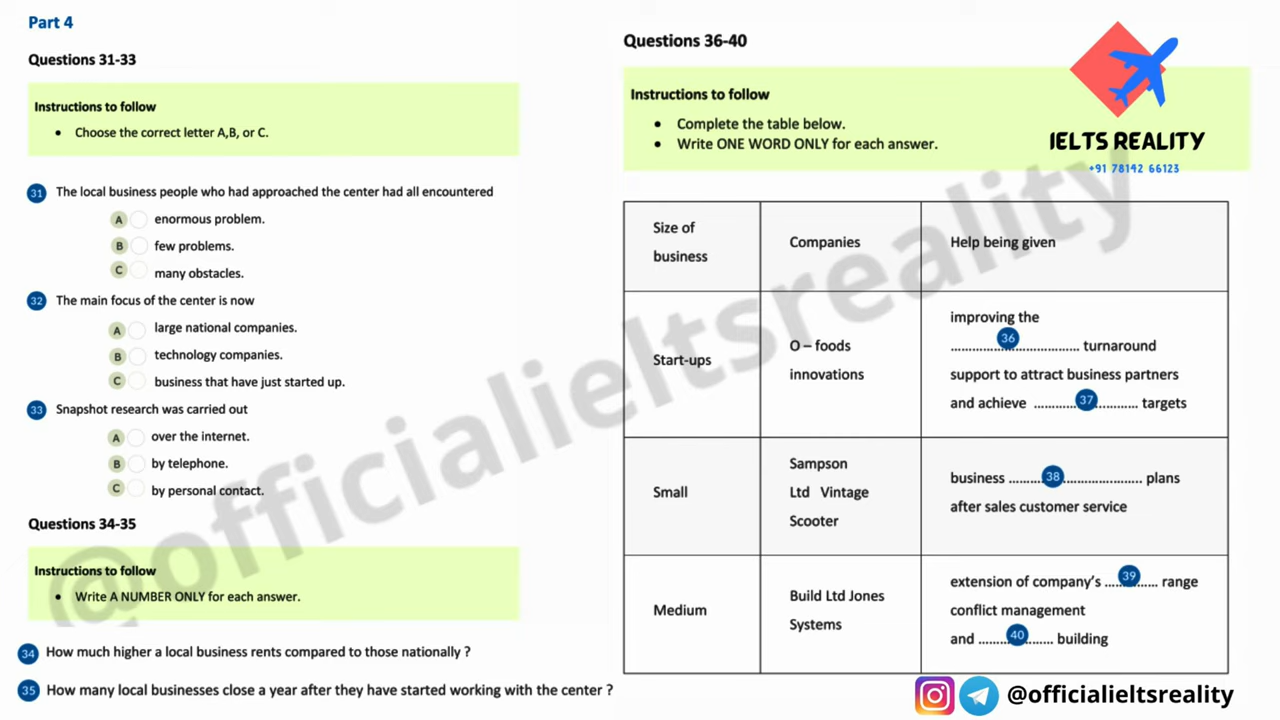 Part 4
Questions 31-33
Instructions to follow
• Choose the correct letter A,B, or C.
31 The local business people who had approached the center had all encountered
A enormous problem.
B few problems.
C many obstacles.
32 The main focus of the center is now
A large national companies.
B technology companies.
C business that have just started up.
33 Snapshot research was carried out
A over the internet.
B by telephone.
C by personal contact.
Questions 34-35
Instructions to follow
• Write A NUMBER ONLY for each answer.
34 How much higher a local business rents compared to those nationally ?
35 How many local businesses close a year after they have started working with the center ?
Questions 36-40
Instructions to follow
• Complete the table below.
• Write ONE WORD ONLY for each answer.
IELTS REALITY
+91 78142 66123
Size of
business
Companies
Help being given
Start-ups
O – foods
innovations
improving the
.............36............. turnaround
support to attract business partners
and achieve .........37......... targets
Small
Sampson
Ltd Vintage
Scooter
business .........38................. plans
after sales customer service
Medium
Build Ltd Jones
Systems
extension of company's ....39..... range
conflict management
and .......40....... building
@officialieltsreality
@officialieltsreality